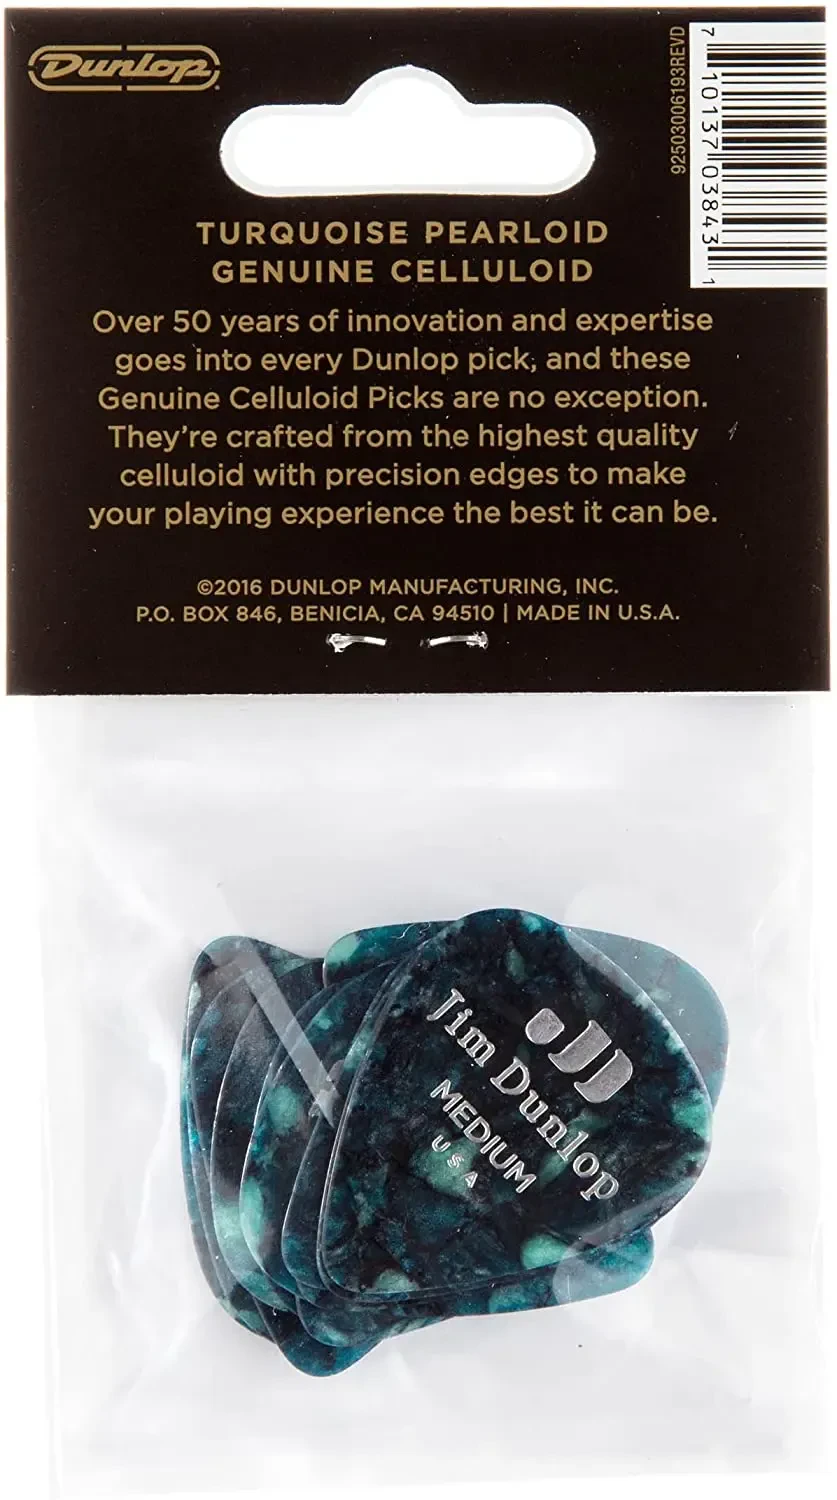 Dunlop
92503006193REVD
7 10137 03843 1
TURQUOISE PEARLOID
GENUINE CELLULOID
Over 50 years of innovation and expertise
goes into every Dunlop pick, and these
Genuine Celluloid Picks are no exception.
They're crafted from the highest quality
celluloid with precision edges to make
your playing experience the best it can be.
©2016 DUNLOP MANUFACTURING, INC.
P.O. BOX 846, BENICIA, CA 94510 | MADE IN U.S.A.
JD
Jim Dunlop
MEDIUM
USA